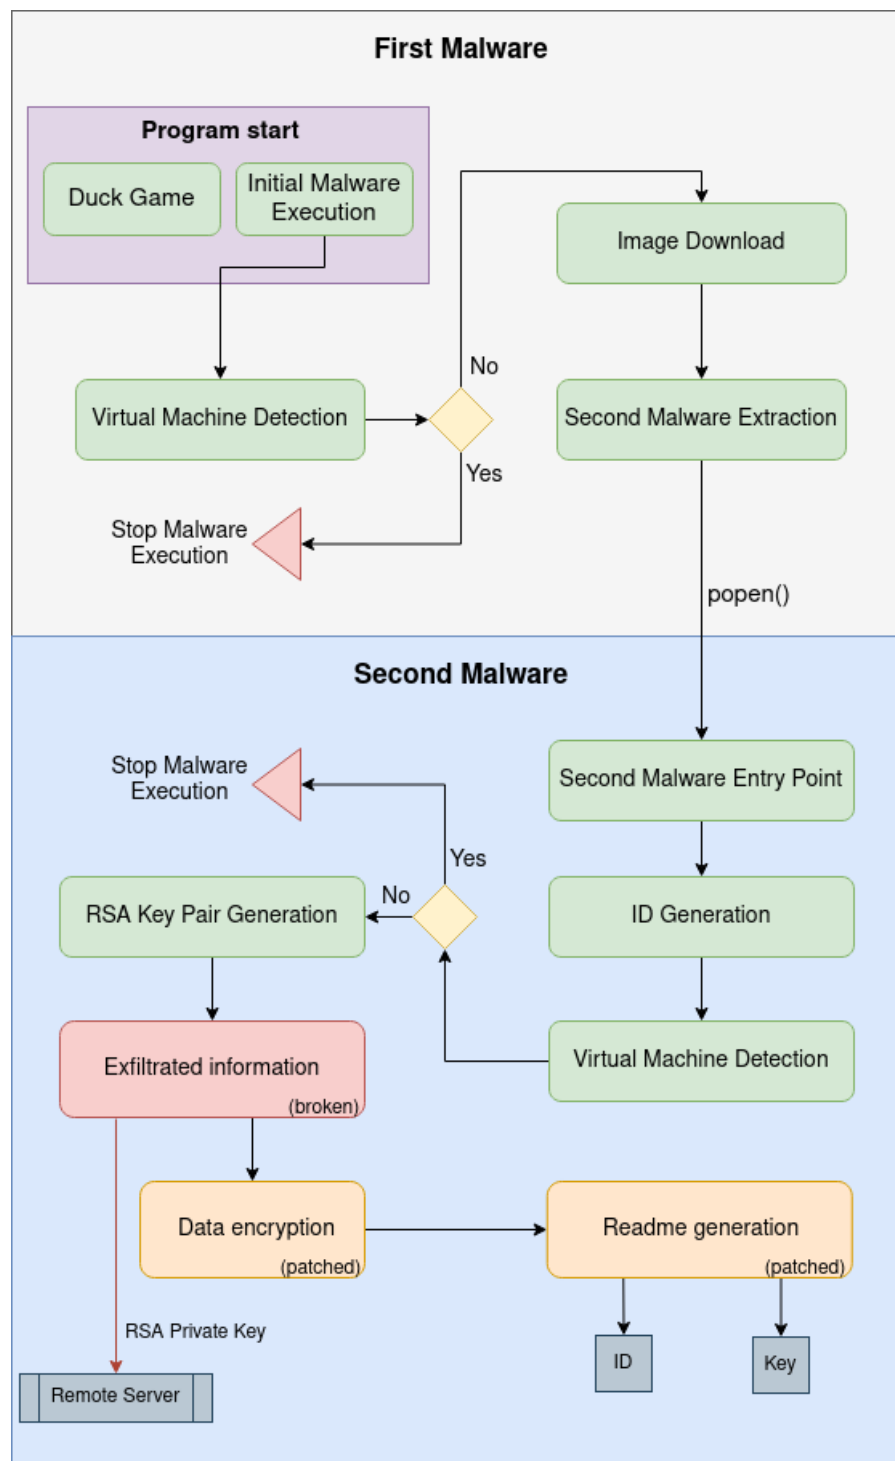 First Malware
Program start
Duck Game
Initial Malware
Execution
Image Download
No
Virtual Machine Detection
Second Malware Extraction
Yes
Stop Malware
Execution
popen()
Second Malware
Stop Malware
Execution
Second Malware Entry Point
Yes
No
RSA Key Pair Generation
ID Generation
Exfiltrated information
(broken)
Virtual Machine Detection
Data encryption
(patched)
Readme generation
(patched)
RSA Private Key
ID
Key
Remote Server